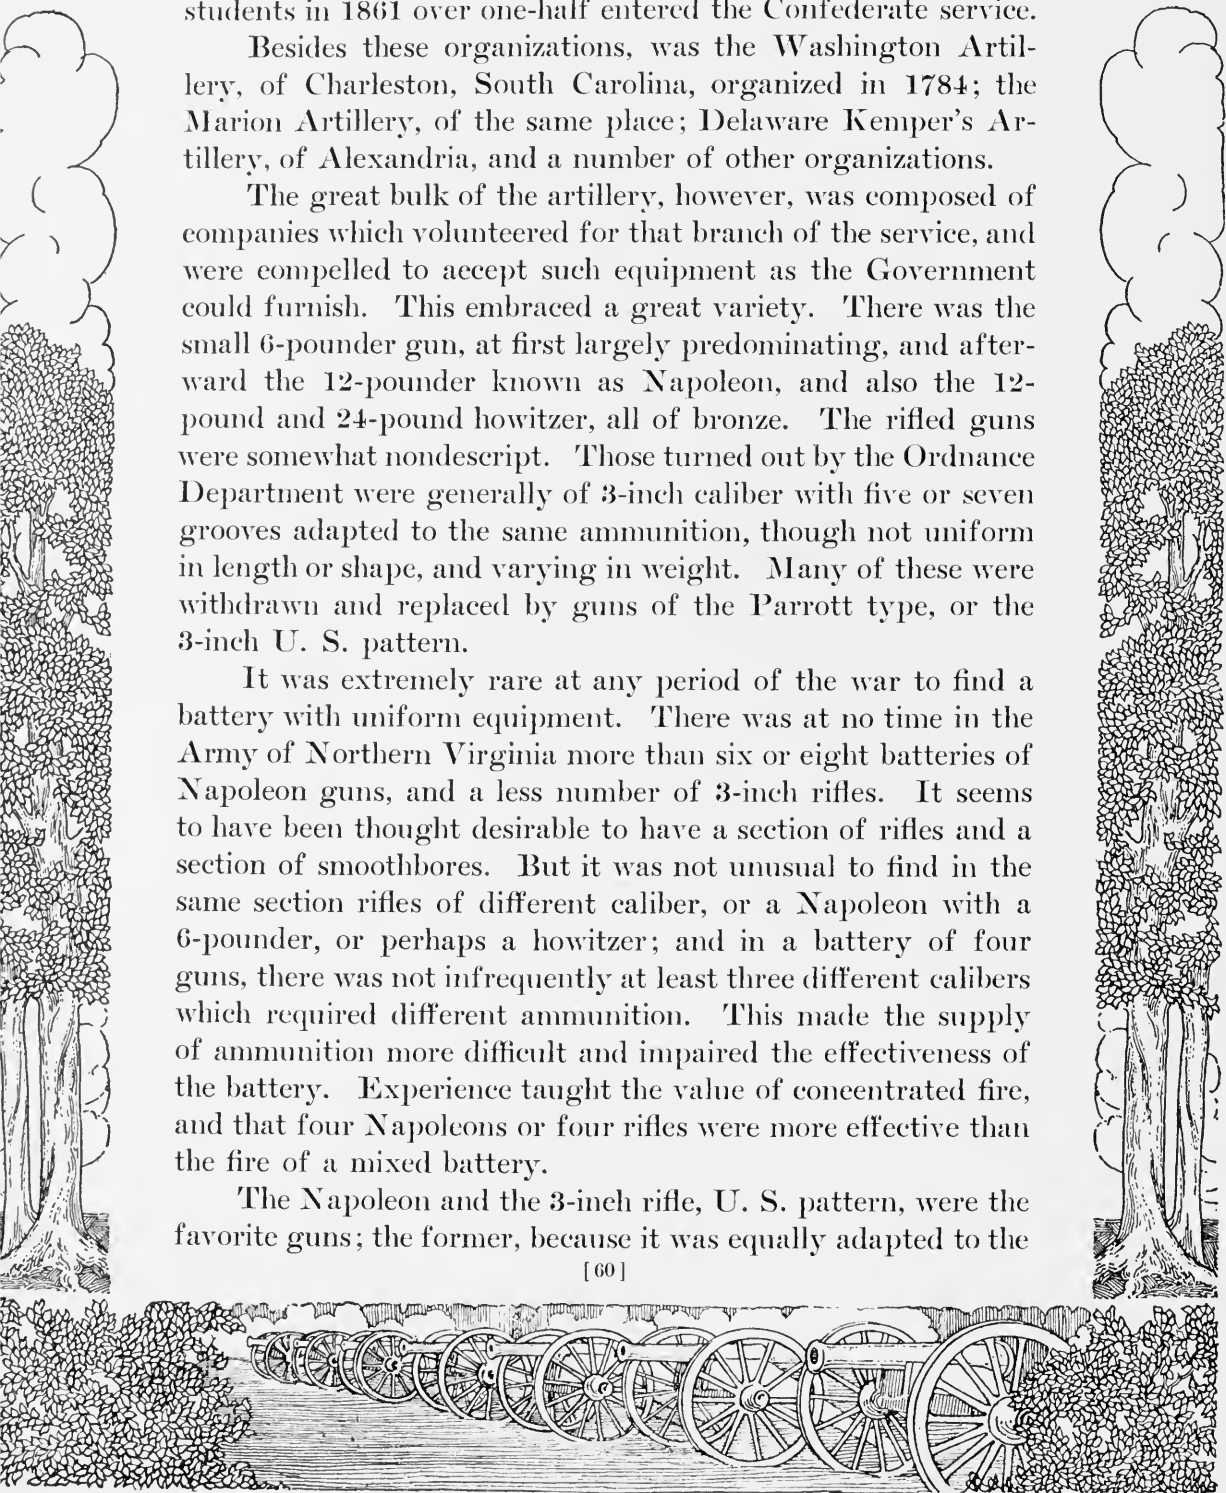 students in 1861 over one-half entered the Confederate service.
Besides these organizations, was the Washington Artil-
lery, of Charleston, South Carolina, organized in 1784; the
Marion Artillery, of the same place; Delaware Kemper's Ar-
tillery, of Alexandria, and a number of other organizations.
The great bulk of the artillery, however, was composed of
companies which volunteered for that branch of the service, and
were compelled to accept such equipment as the Government
could furnish. This embraced a great variety. There was the
small 6-pounder gun, at first largely predominating, and after-
ward the 12-pounder known as Napoleon, and also the 12-
pound and 24-pound howitzer, all of bronze. The rifled guns
were somewhat nondescript. Those turned out by the Ordnance
Department were generally of 3-inch caliber with five or seven
grooves adapted to the same ammunition, though not uniform
in length or shape, and varying in weight. Many of these were
withdrawn and replaced by guns of the Parrott type, or the
3-inch U. S. pattern.
It was extremely rare at any period of the war to find a
battery with uniform equipment. There was at no time in the
Army of Northern Virginia more than six or eight batteries of
Napoleon guns, and a less number of 3-inch rifles. It seems
to have been thought desirable to have a section of rifles and a
section of smoothbores. But it was not unusual to find in the
same section rifles of different caliber, or a Napoleon with a
6-pounder, or perhaps a howitzer; and in a battery of four
guns, there was not infrequently at least three different calibers
which required different ammunition. This made the supply
of ammunition more difficult and impaired the effectiveness of
the battery. Experience taught the value of concentrated fire,
and that four Napoleons or four rifles were more effective than
the fire of a mixed battery.
The Napoleon and the 3-inch rifle, U. S. pattern, were the
favorite guns; the former, because it was equally adapted to the
[60]